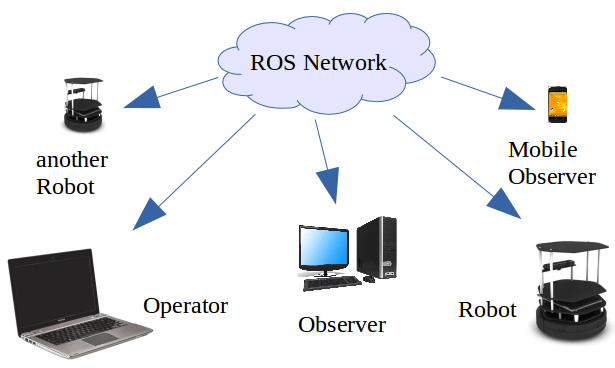 ROS Network
another
Robot
Mobile
Observer
Operator
Observer
Robot